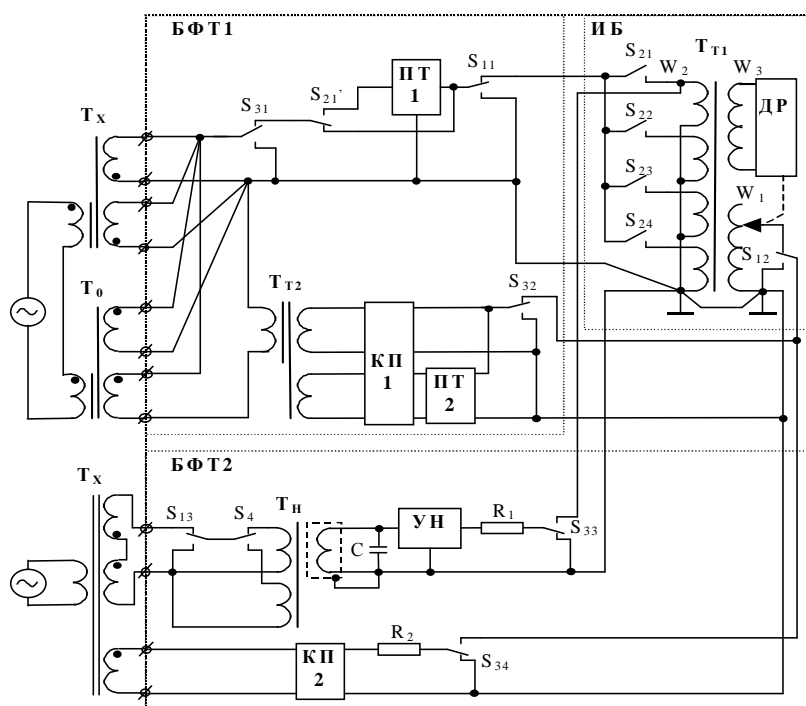 БФТ1
ИБ
ПТ 1
S11
S21
W2
TТ1
W3
ДР
S31
S21'
TХ
S22
S23
W1
S24
S12
T0
TТ2
S32
КП 1
ПТ 2
БФТ2
TХ
S13
S4
TН
C
УН
R1
S33
R2
КП 2
S34